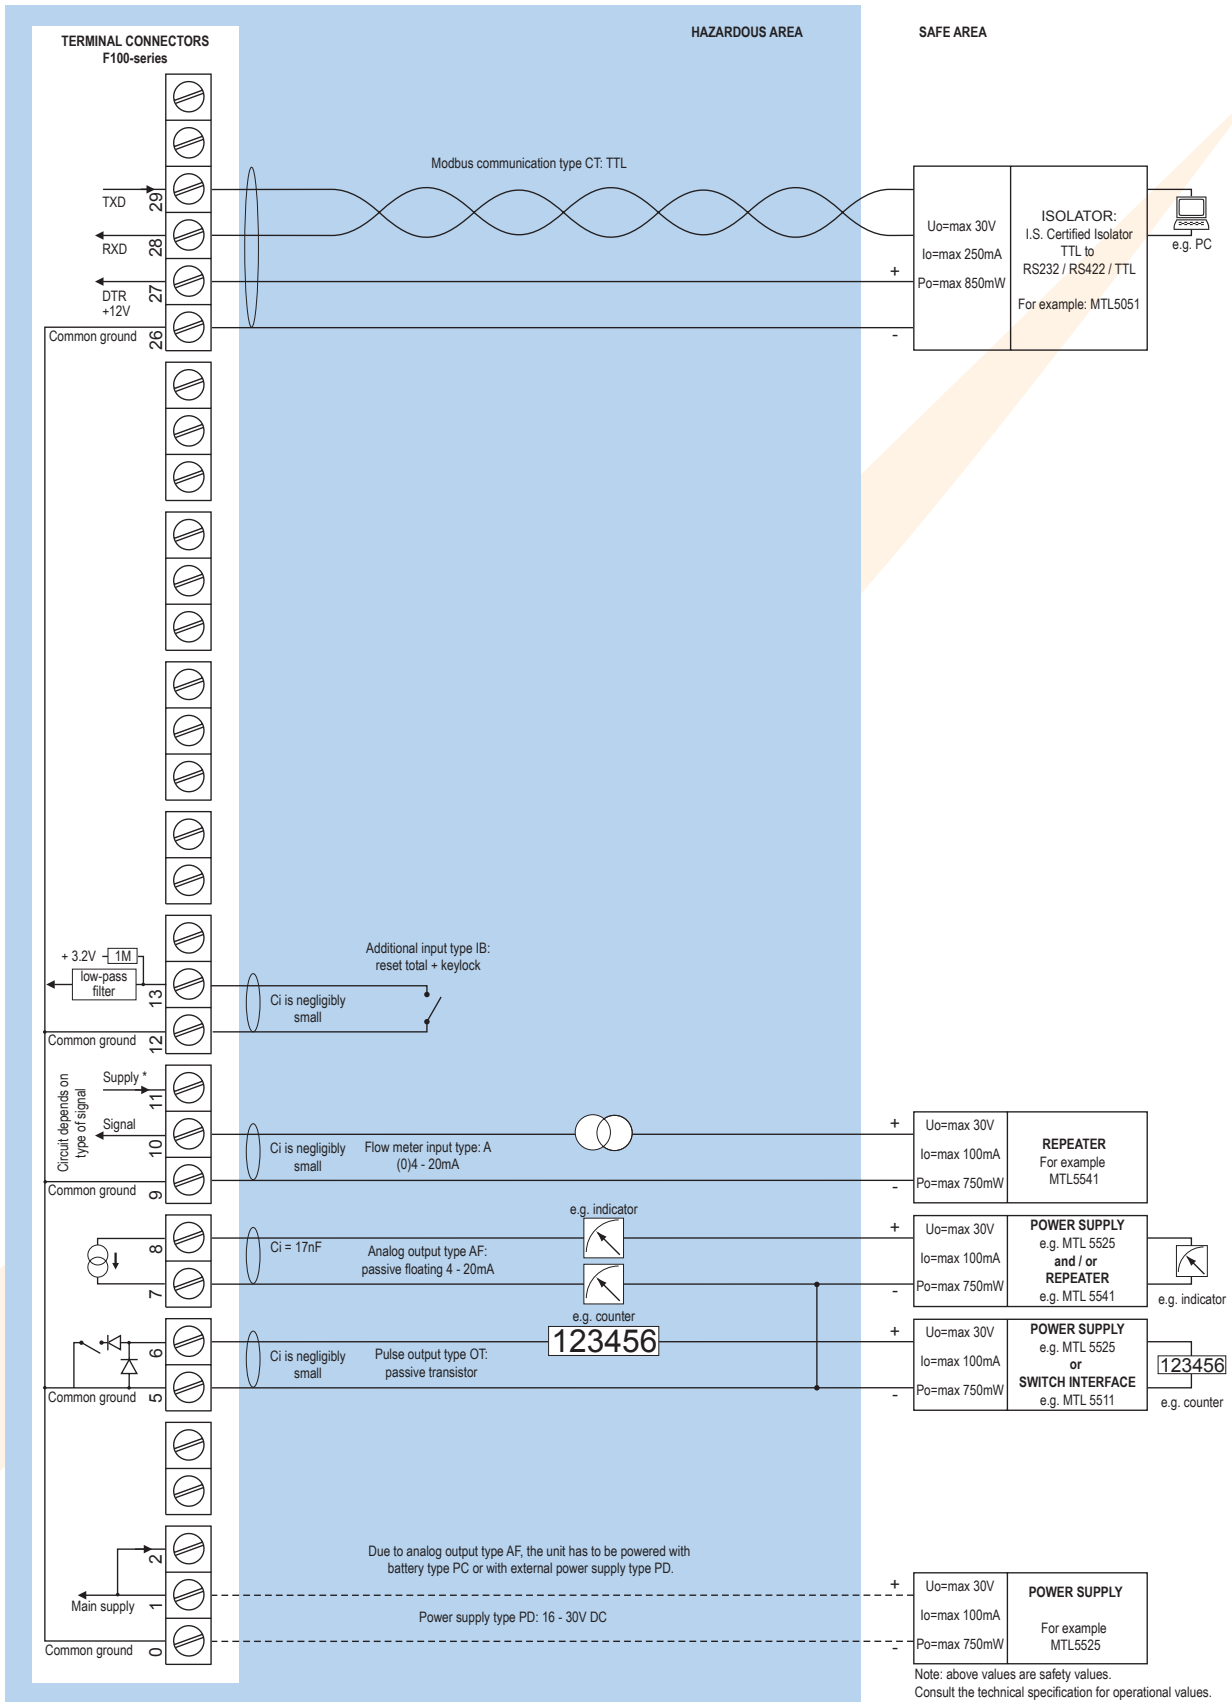 TERMINAL CONNECTORS
F100-series
HAZARDOUS AREA
SAFE AREA
Modbus communication type CT: TTL
TXD
29
RXD
28
DTR
+12V
27
Common ground
26
+
-
Uo=max 30V
Io=max 250mA
Po=max 850mW
ISOLATOR:
I.S. Certified Isolator
TTL to
RS232 / RS422 / TTL
For example: MTL5051
e.g. PC
+ 3.2V
1M
low-pass
filter
13
Common ground
12
Ci is negligibly
small
Additional input type IB:
reset total + keylock
Circuit depends on
type of signal
Supply *
11
Signal
10
Common ground
9
Ci is negligibly
small
Flow meter input type: A
(0)4 - 20mA
+
-
Uo=max 30V
Io=max 100mA
Po=max 750mW
REPEATER
For example
MTL5541
8
7
Ci = 17nF
Analog output type AF:
passive floating 4 - 20mA
e.g. indicator
e.g. counter
+
-
Uo=max 30V
Io=max 100mA
Po=max 750mW
POWER SUPPLY
e.g. MTL 5525
and / or
REPEATER
e.g. MTL 5541
e.g. indicator
6
Common ground
5
Ci is negligibly
small
Pulse output type OT:
passive transistor
123456
+
-
Uo=max 30V
Io=max 100mA
Po=max 750mW
POWER SUPPLY
e.g. MTL 5525
or
SWITCH INTERFACE
e.g. MTL 5511
123456
e.g. counter
2
Main supply
1
Common ground
0
Due to analog output type AF, the unit has to be powered with
battery type PC or with external power supply type PD.
Power supply type PD: 16 - 30V DC
+
-
Uo=max 30V
Io=max 100mA
Po=max 750mW
POWER SUPPLY
For example
MTL5525
Note: above values are safety values.
Consult the technical specification for operational values.